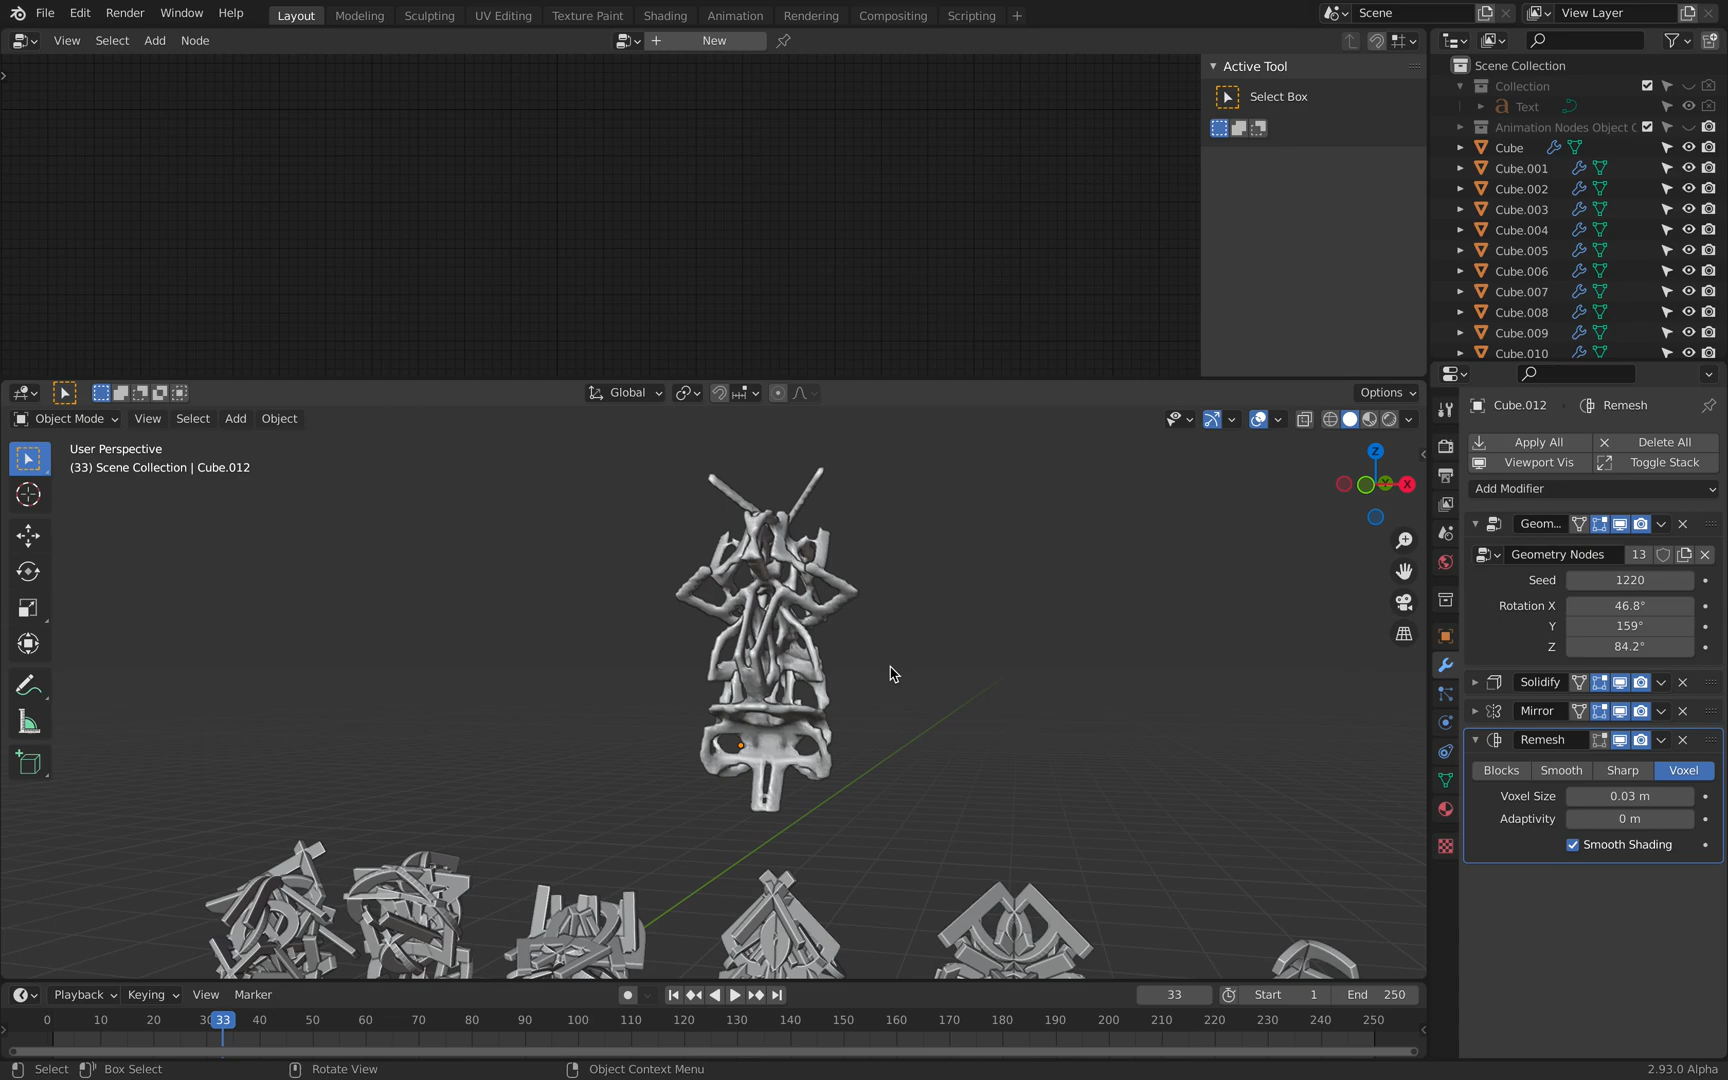 File Edit Render Window Help Layout Modeling Sculpting UV Editing Texture Paint Shading Animation Rendering Compositing Scripting + Scene View Layer
View Select Add Node + New
Active Tool
Select Box
Scene Collection
Collection
a Text
Animation Nodes Object C
Cube
Cube.001
Cube.002
Cube.003
Cube.004
Cube.005
Cube.006
Cube.007
Cube.008
Cube.009
Cube.010
Global Options
Object Mode View Select Add Object
User Perspective
(33) Scene Collection | Cube.012
Z
Y
X
Cube.012 Remesh
Apply All Delete All
Viewport Vis Toggle Stack
Add Modifier
Geom...
Geometry Nodes 13
Seed 1220
Rotation X 46.8°
Y 159°
Z 84.2°
Solidify
Mirror
Remesh
Blocks Smooth Sharp Voxel
Voxel Size 0.03 m
Adaptivity 0 m
Smooth Shading
Playback Keying View Marker 33 Start 1 End 250
0 10 20 30 33 40 50 60 70 80 90 100 110 120 130 140 150 160 170 180 190 200 210 220 230 240 250
Select Box Select Rotate View Object Context Menu 2.93.0 Alpha